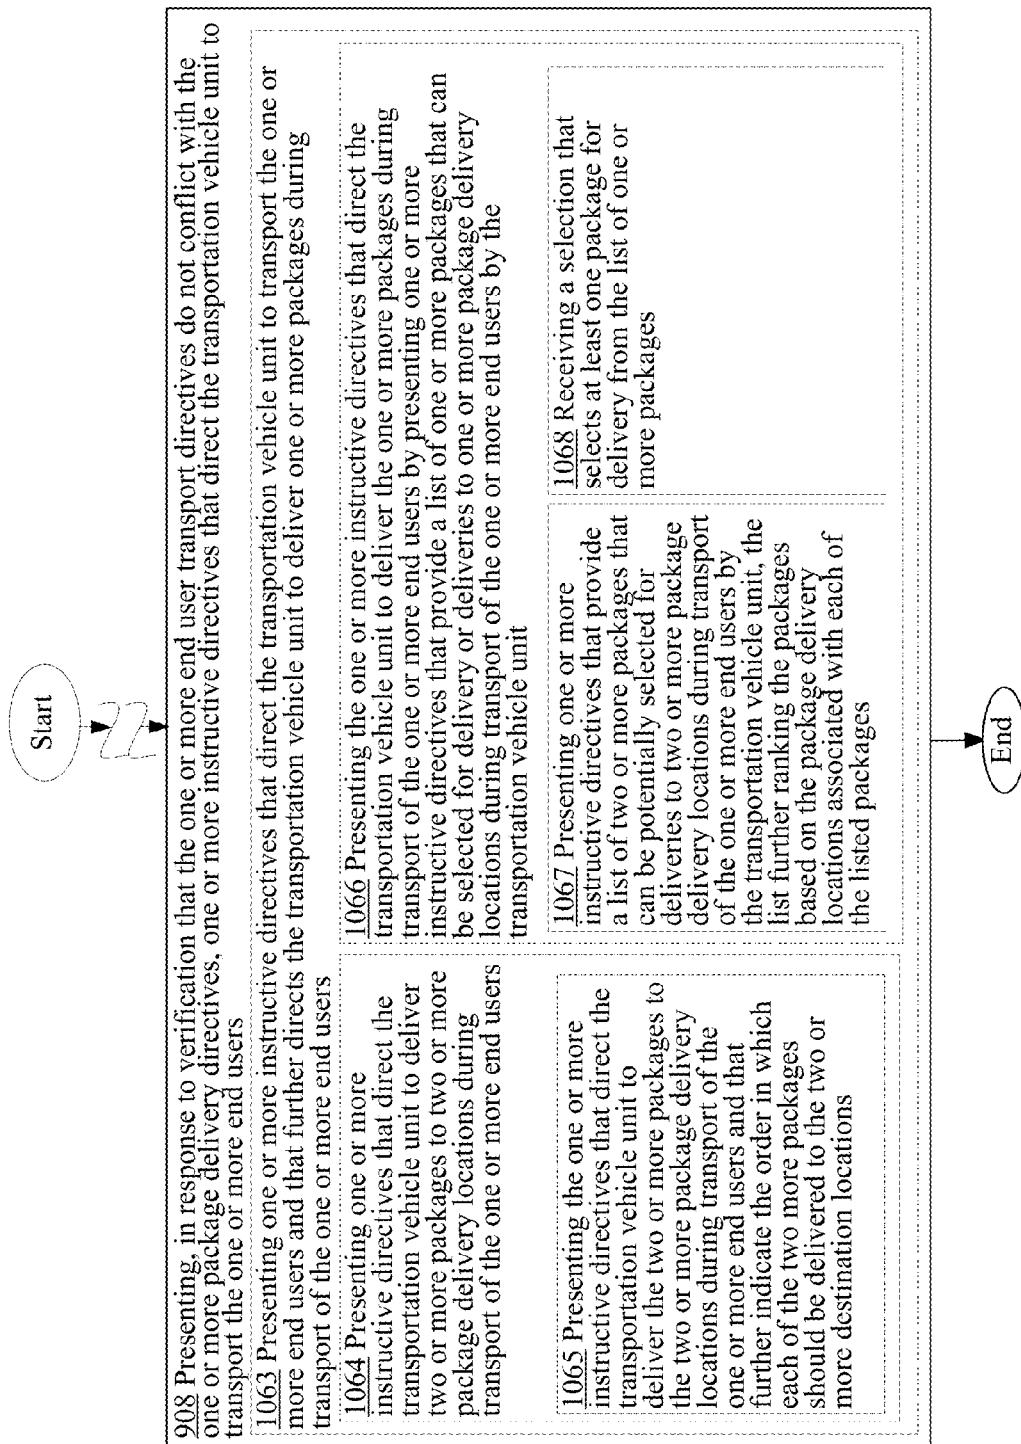 Start
908 Presenting, in response to verification that the one or more end user transport directives do not conflict with the
one or more package delivery directives, one or more instructive directives that direct the transportation vehicle unit to
transport the one or more end users
1063 Presenting one or more instructive directives that direct the transportation vehicle unit to transport the one or
more end users and that further directs the transportation vehicle unit to deliver one or more packages during
transport of the one or more end users
1064 Presenting one or more
instructive directives that direct the
transportation vehicle unit to deliver
two or more packages to two or more
package delivery locations during
transport of the one or more end users
1065 Presenting the one or more
instructive directives that direct the
transportation vehicle unit to
deliver the two or more packages to
the two or more package delivery
locations during transport of the
one or more end users and that
further indicate the order in which
each of the two more packages
should be delivered to the two or
more destination locations
1066 Presenting the one or more instructive directives that direct the
transportation vehicle unit to deliver the one or more packages during
transport of the one or more end users by presenting one or more
instructive directives that provide a list of one or more packages that can
be selected for delivery or deliveries to one or more package delivery
locations during transport of the one or more end users by the
transportation vehicle unit
1067 Presenting one or more
instructive directives that provide
a list of two or more packages that
can be potentially selected for
deliveries to two or more package
delivery locations during transport
of the one or more end users by
the transportation vehicle unit, the
list further ranking the packages
based on the package delivery
locations associated with each of
the listed packages
1068 Receiving a selection that
selects at least one package for
delivery from the list of one or
more packages
End